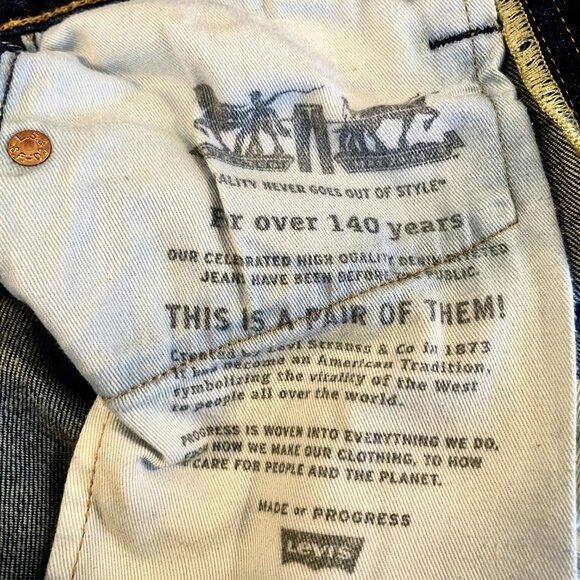 QUALITY NEVER GOES OUT OF STYLE™
For over 140 years
OUR CELEBRATED HIGH QUALITY DENIM
JEANS HAVE BEEN BEFORE THE PUBLIC.
THIS IS A PAIR OF THEM!
Created by Levi Strauss & Co in 1873
it has become an American Tradition,
symbolizing the vitality of the West
to people all over the world.
PROGRESS IS WOVEN INTO EVERYTHING WE DO,
HOW WE MAKE OUR CLOTHING, TO HOW
WE CARE FOR PEOPLE AND THE PLANET.
MADE OF PROGRESS
Levi's